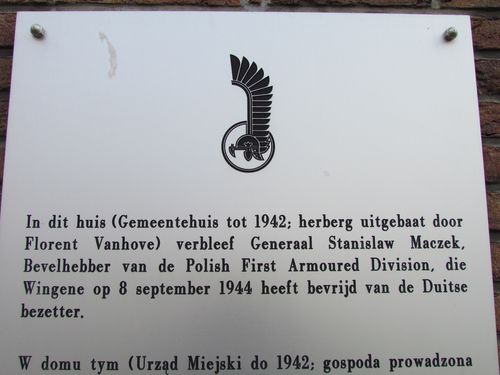 In dit huis (Gemeentehuis tot 1942; herberg uitgebaat door
Florent Vanhove) verbleef Generaal Stanislaw Maczek,
Bevelhebber van de Polish First Armoured Division, die
Wingene op 8 september 1944 heeft bevrijd van de Duitse
bezetter.
W domu tym (Urząd Miejski do 1942; gospoda prowadzona